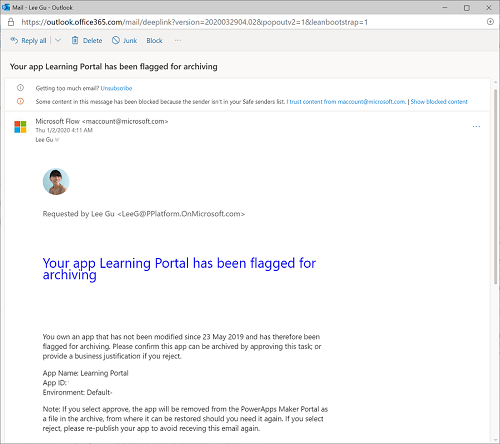 Mail - Lee Gu - Outlook
https://outlook.office365.com/mail/deeplink?version=2020032904.02&popoutv2=1&leanbootstrap=1
Reply all Delete Junk Block ...
Your app Learning Portal has been flagged for archiving
Getting too much email? Unsubscribe
Some content in this message has been blocked because the sender isn't in your Safe senders list. I trust content from maccount@microsoft.com. | Show blocked content
Microsoft Flow <maccount@microsoft.com>
Thu 1/2/2020 4:11 AM
Lee Gu
...
Requested by Lee Gu <LeeG@PPlatform.OnMicrosoft.com>
Your app Learning Portal has been flagged for
archiving
You own an app that has not been modified since 23 May 2019 and has therefore been
flagged for archiving. Please confirm this app can be archived by approving this task; or
provide a business justification if you reject.
App Name: Learning Portal
App ID:
Environment: Default-
Note: If you select approve, the app will be removed from the PowerApps Maker Portal as
a file in the archive, from where it can be restored should you need it again. If you select
reject, please re-publish your app to avoid receving this email again.